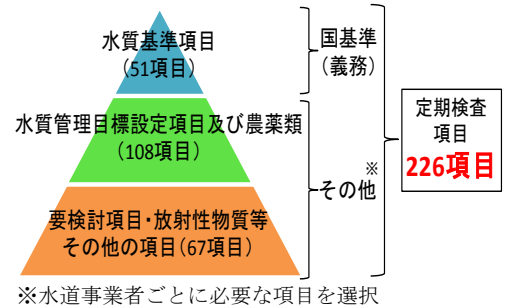 水質基準項目
（51項目）
国基準
（義務）
水質管理目標設定項目及び農薬類
（108項目）
定期検査
項目
226項目
※
その他
要検討項目・放射性物質等
その他の項目（67項目）
※水道事業者ごとに必要な項目を選択